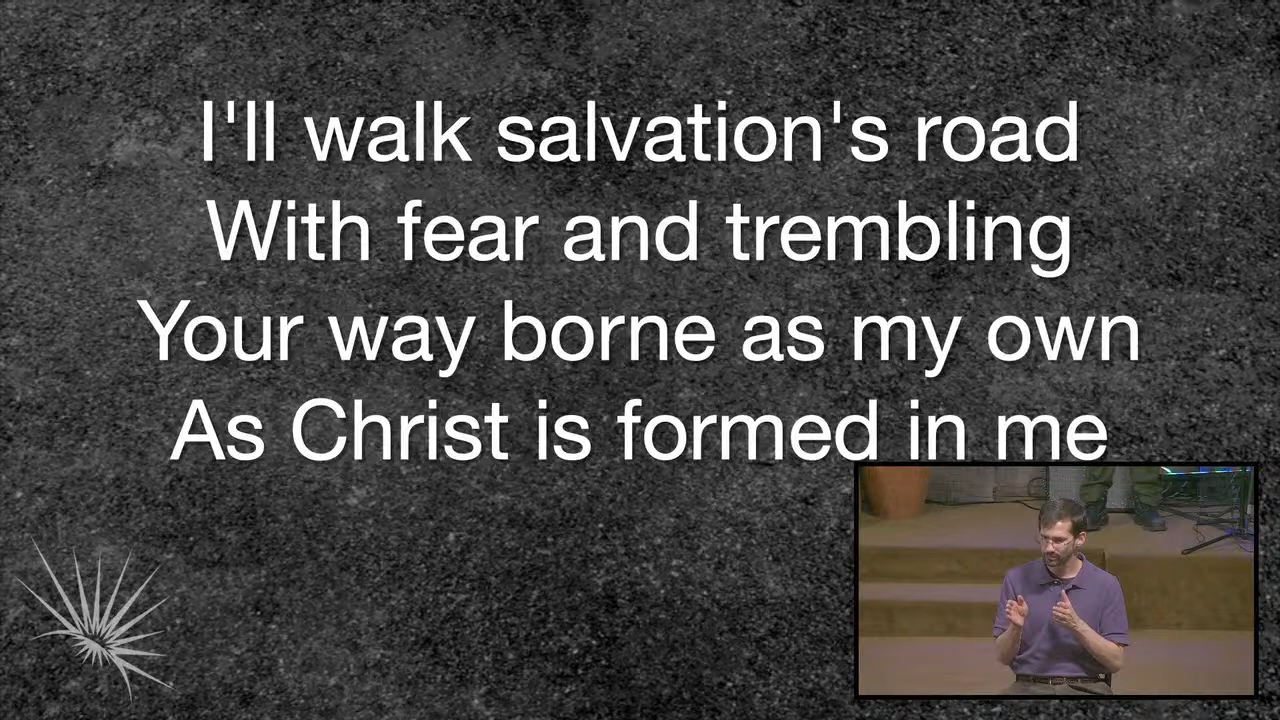 I'll walk salvation's road
With fear and trembling
Your way borne as my own
As Christ is formed in me